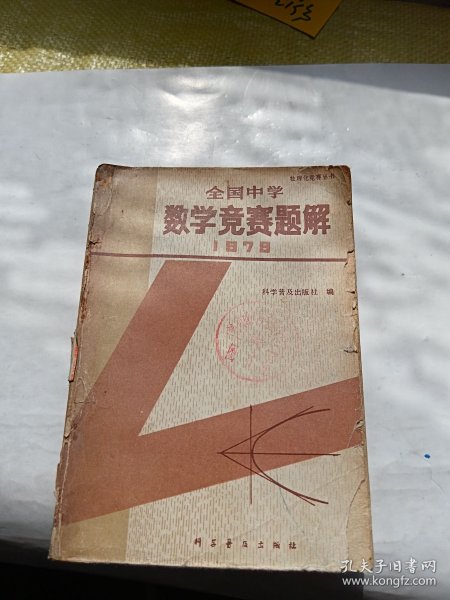 数理化竞赛丛书
全国中学
数学竞赛题解
1978
科学普及出版社 编
科学普及出版社
孔夫子旧书网
www.kongfz.com